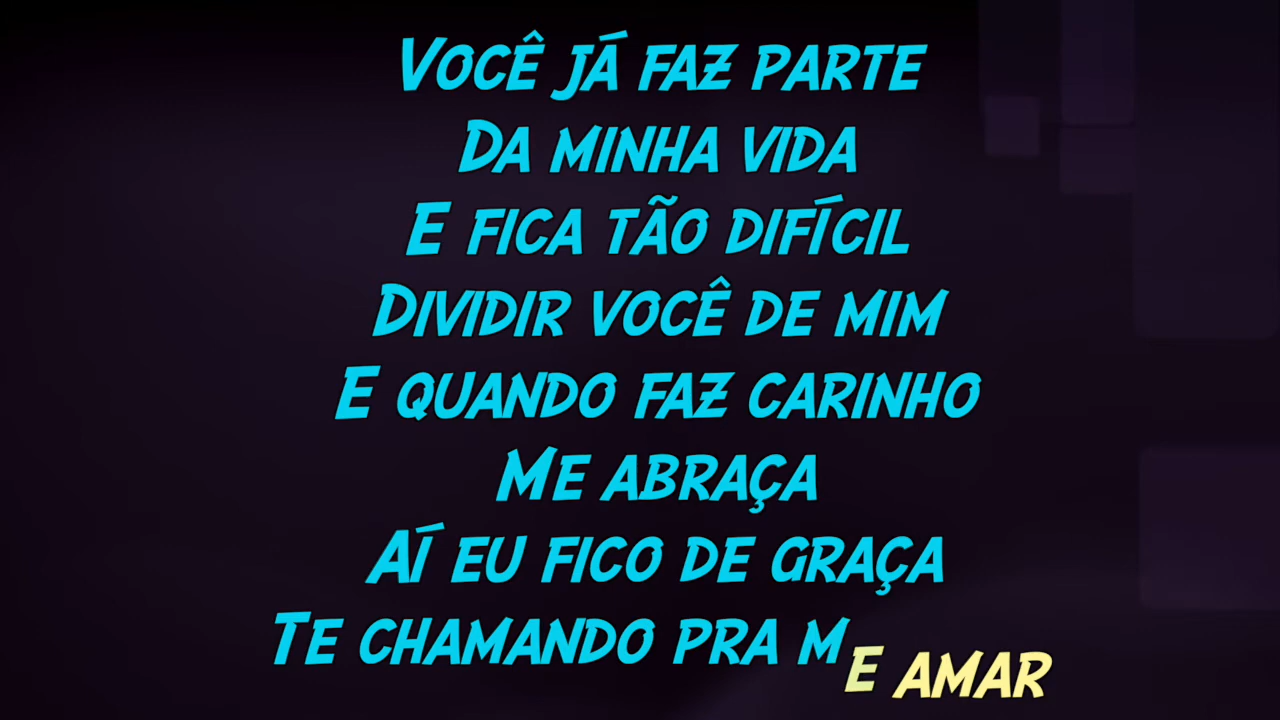 Você já faz parte
Da minha vida
E fica tão difícil
Dividir você de mim
E quando faz carinho
Me abraça
Aí eu fico de graça
Te chamando pra me amar